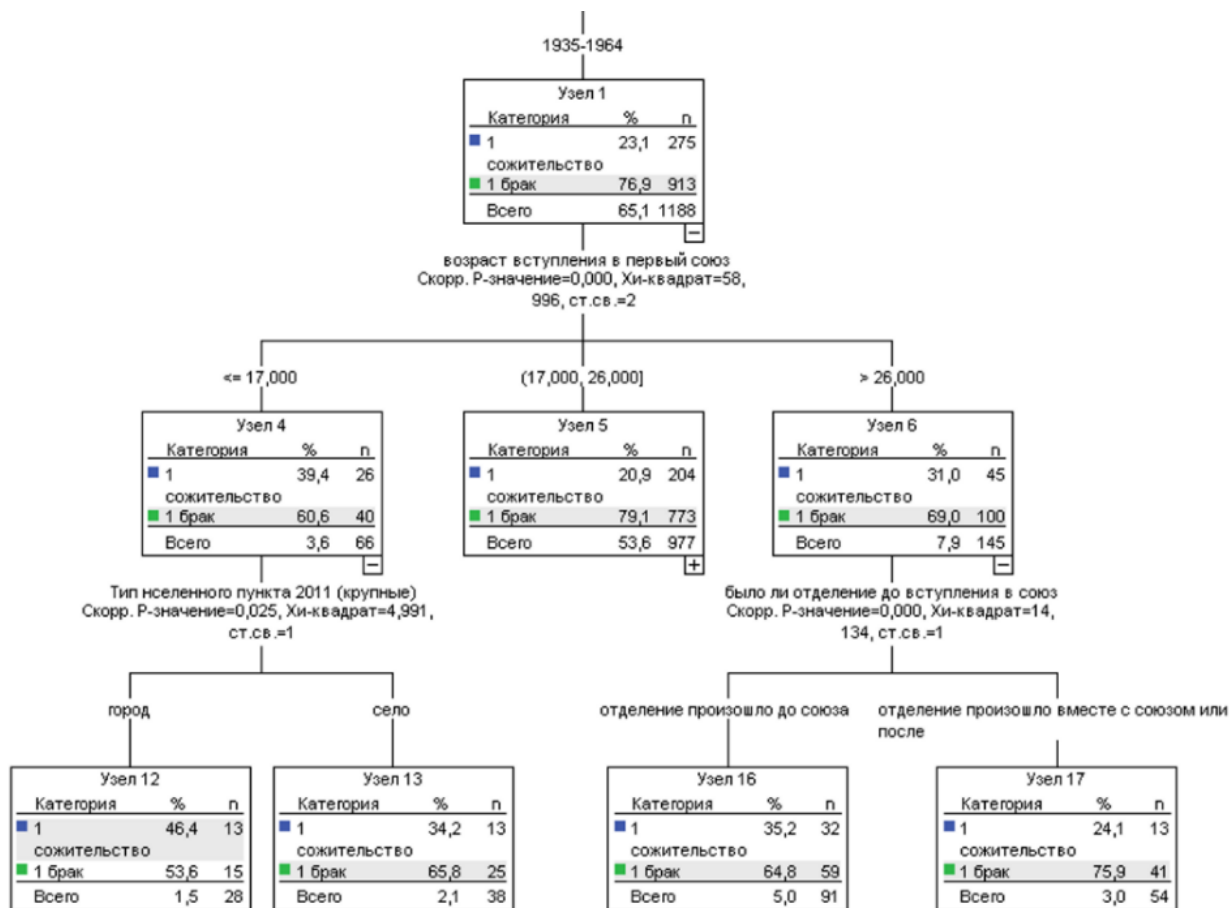 1935-1964
Узел 1
Категория % n
1 23,1 275
сожительство
1 брак 76,9 913
Всего 65,1 1188
возраст вступления в первый союз
Скорр. P-значение=0,000, Хи-квадрат=58,
996, ст.св.=2
<= 17,000
(17,000, 26,000]
> 26,000
Узел 4
Категория % n
1 39,4 26
сожительство
1 брак 60,6 40
Всего 3,6 66
Узел 5
Категория % n
1 20,9 204
сожительство
1 брак 79,1 773
Всего 53,6 977
Узел 6
Категория % n
1 31,0 45
сожительство
1 брак 69,0 100
Всего 7,9 145
Тип нселенного пункта 2011 (крупные)
Скорр. P-значение=0,025, Хи-квадрат=4,991,
ст.св.=1
было ли отделение до вступления в союз
Скорр. P-значение=0,000, Хи-квадрат=14,
134, ст.св.=1
город
село
отделение произошло до союза
отделение произошло вместе с союзом или
после
Узел 12
Категория % n
1 46,4 13
сожительство
1 брак 53,6 15
Всего 1,5 28
Узел 13
Категория % n
1 34,2 13
сожительство
1 брак 65,8 25
Всего 2,1 38
Узел 16
Категория % n
1 35,2 32
сожительство
1 брак 64,8 59
Всего 5,0 91
Узел 17
Категория % n
1 24,1 13
сожительство
1 брак 75,9 41
Всего 3,0 54